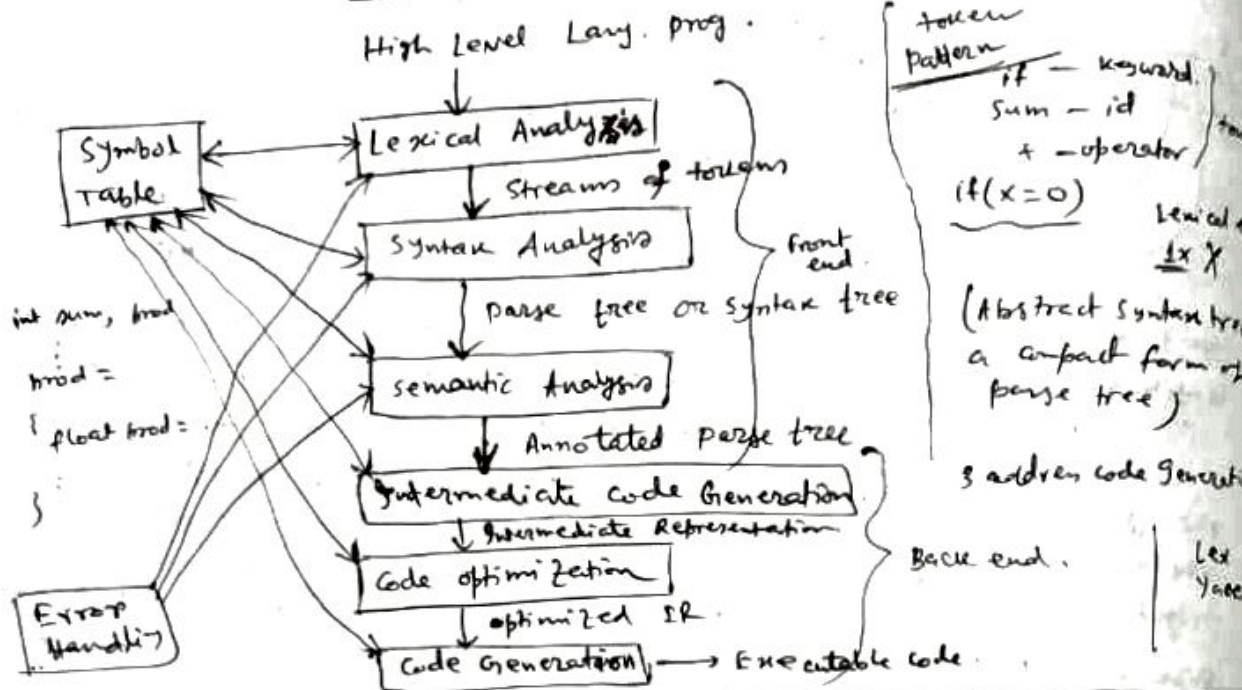 High Level Lang. prog.
Lexical Analysis
Streams of tokens
Symbol
Table
Syntax Analysis
Parse tree or Syntax tree
Front
end.
Semantic Analysis
Annotated parse tree
Intermediate code Generation
Intermediate Representation
Code optimization
optimized IR.
Code Generation → Executable code.
Back end.
int sum, prod
⋮
prod =
{ float prod =
⋮
}
Error
Handling
token
Pattern
if - keyword.
Sum - id
+ - operator
if(x=0)
Lexical
1x X
(Abstract Syntax
a compact form of
parse tree)
3 address code
Lex